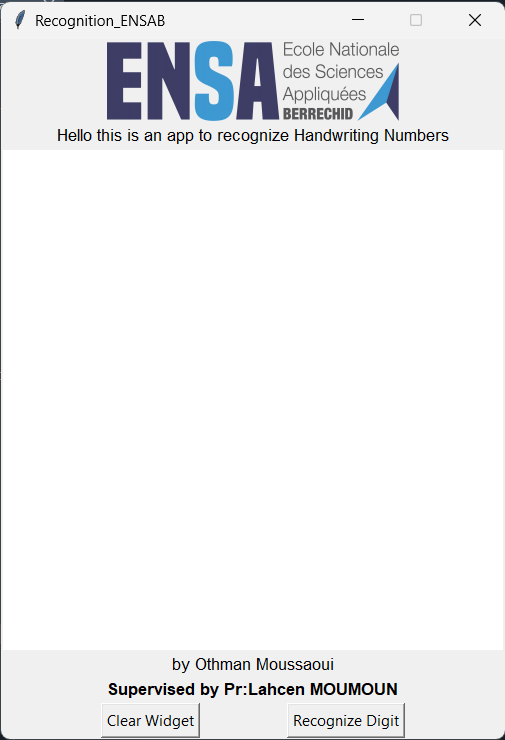 Recognition_ENSAB
ENSA
Ecole Nationale
des Sciences
Appliquées
BERRECHID
Hello this is an app to recognize Handwriting Numbers
by Othman Moussaoui
Supervised by Pr:Lahcen MOUMOUN
Clear Widget Recognize Digit